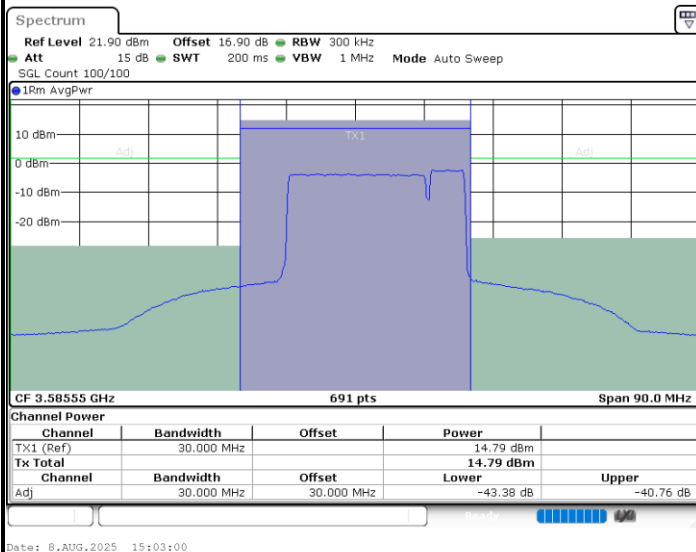 Spectrum
Ref Level 21.90 dBm Offset 16.90 dB RBW 300 kHz
Att 15 dB SWT 200 ms VBW 1 MHz Mode Auto Sweep
SGL Count 100/100
1Rm AvgPwr
TX1
10 dBm
Adj Adj
0 dBm
-10 dBm
-20 dBm
CF 3.58555 GHz 691 pts Span 90.0 MHz
Channel Power
Channel Bandwidth Offset Power
TX1 (Ref) 30.000 MHz 14.79 dBm
Tx Total 14.79 dBm
Channel Bandwidth Offset Lower Upper
Adj 30.000 MHz 30.000 MHz -43.38 dB -40.76 dB
Ready
Date: 8.AUG.2025 15:03:00